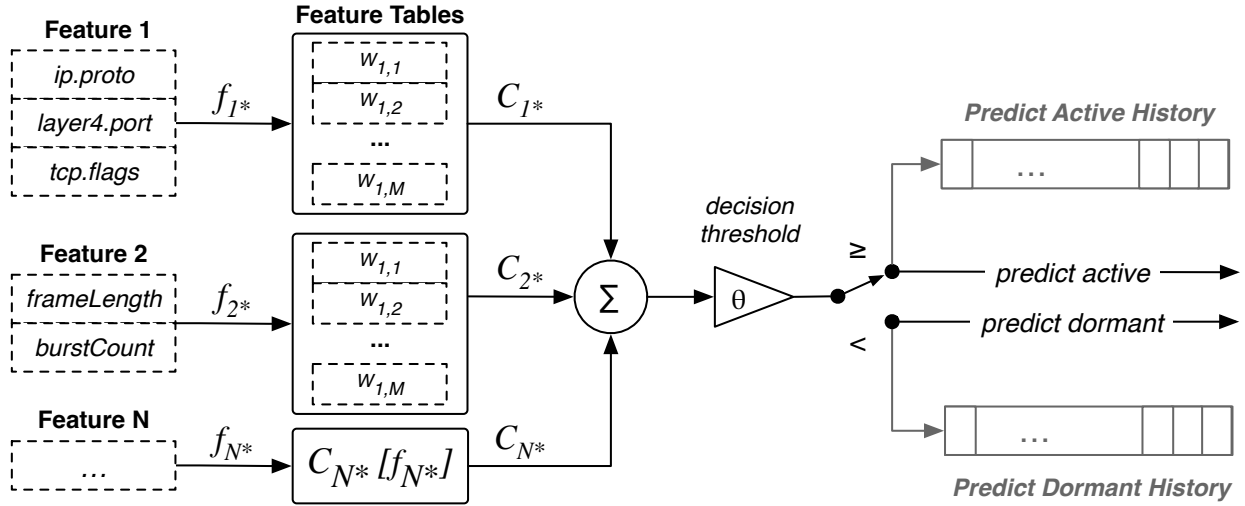 Feature 1
ip.proto
layer4.port
tcp.flags
f1*
Feature Tables
w1,1
w1,2
...
w1,M
C1*
Feature 2
frameLength
burstCount
f2*
w1,1
w1,2
...
w1,M
C2*
Feature N
...
fN*
CN* [fN*]
CN*
Σ
decision
threshold
θ
≥
<
Predict Active History
...
predict active
predict dormant
...
Predict Dormant History